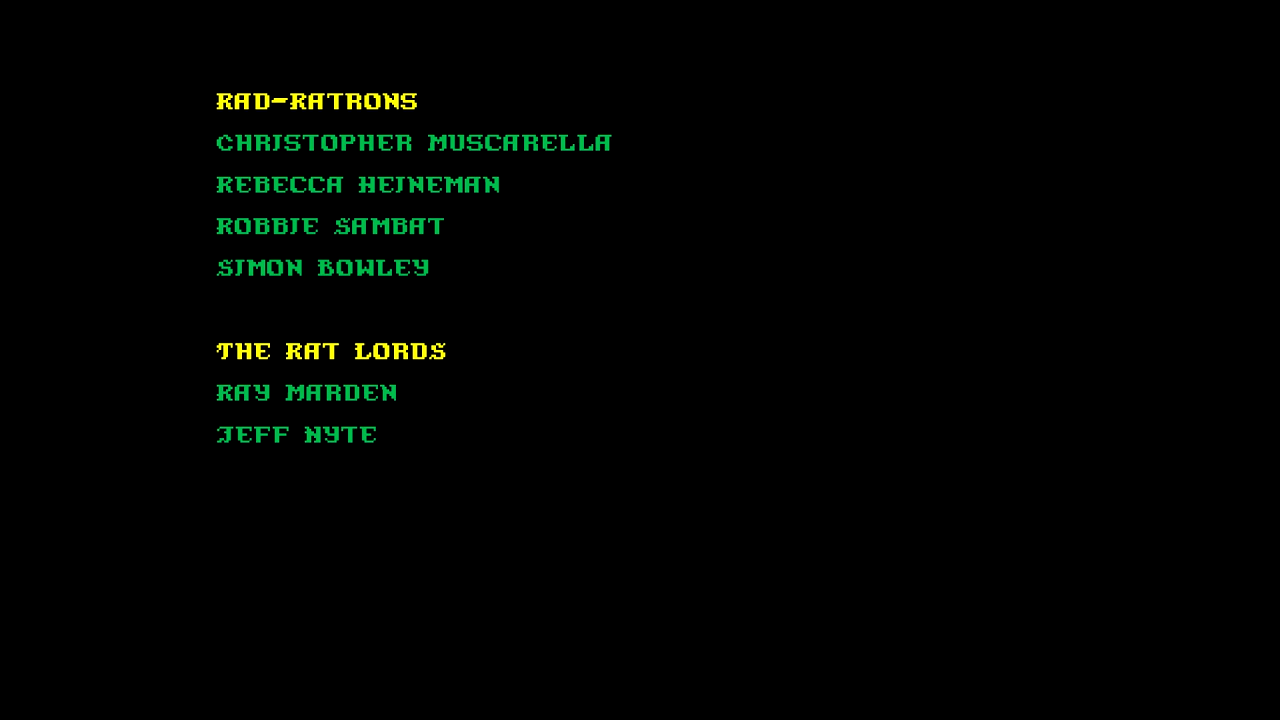 RAD-RATRONS
CHRISTOPHER MUSCARELLA
REBECCA HEINEMAN
ROBBIE SAMBAT
SIMON BOWLEY
THE RAT LORDS
RAY MARDEN
JEFF NYTE